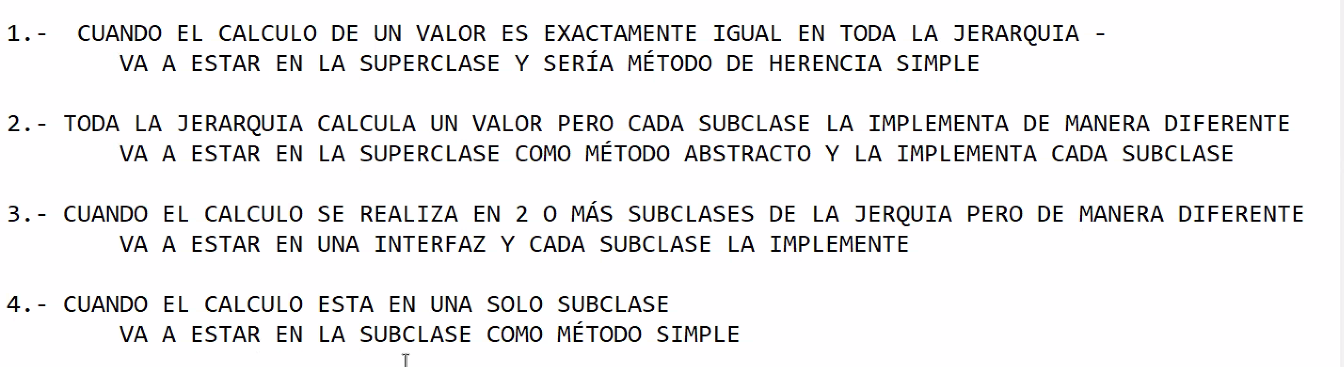 1.-  CUANDO EL CALCULO DE UN VALOR ES EXACTAMENTE IGUAL EN TODA LA JERARQUIA -
VA A ESTAR EN LA SUPERCLASE Y SERÍA MÉTODO DE HERENCIA SIMPLE
2.- TODA LA JERARQUIA CALCULA UN VALOR PERO CADA SUBCLASE LA IMPLEMENTA DE MANERA DIFERENTE
VA A ESTAR EN LA SUPERCLASE COMO MÉTODO ABSTRACTO Y LA IMPLEMENTA CADA SUBCLASE
3.- CUANDO EL CALCULO SE REALIZA EN 2 O MÁS SUBCLASES DE LA JERQUIA PERO DE MANERA DIFERENTE
VA A ESTAR EN UNA INTERFAZ Y CADA SUBCLASE LA IMPLEMENTE
4.- CUANDO EL CALCULO ESTA EN UNA SOLO SUBCLASE
VA A ESTAR EN LA SUBCLASE COMO MÉTODO SIMPLE